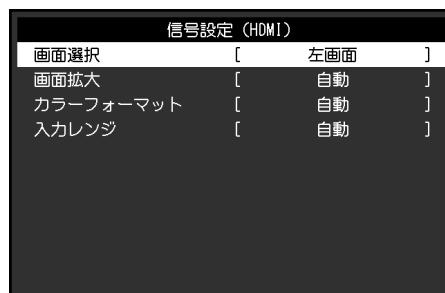 信号設定 (HDMI)
画面選択 [ 左画面 ]
画面拡大 [ 自動 ]
カラーフォーマット [ 自動 ]
入力レンジ [ 自動 ]